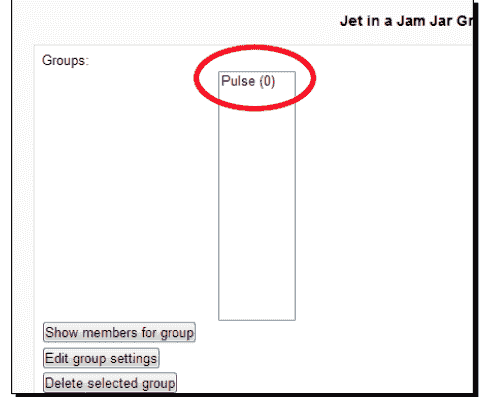 Jet in a Jam Jar Gr
Groups:
Pulse (0)
Show members for group
Edit group settings
Delete selected group